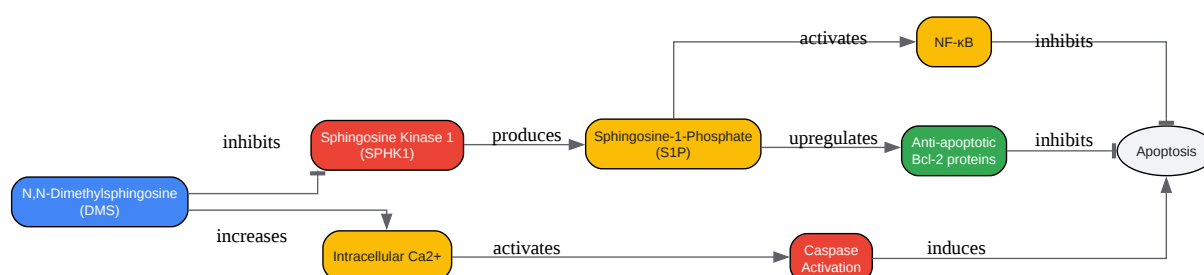 activates
NF-κB
inhibits
inhibits
Sphingosine Kinase 1
(SPHK1)
produces
Sphingosine-1-Phosphate
(S1P)
upregulates
Anti-apoptotic
Bcl-2 proteins
inhibits
Apoptosis
N,N-Dimethylsphingosine
(DMS)
increases
Intracellular Ca2+
activates
Caspase
Activation
induces